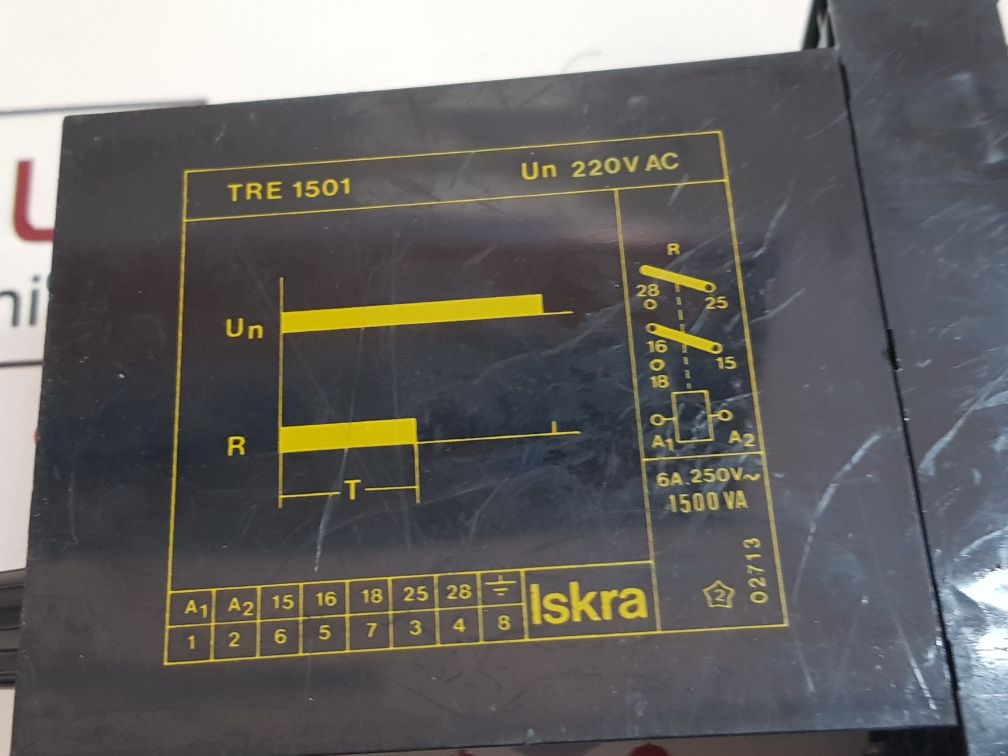 TRE 1501 Un 220V AC
Un
R
T
R
28
25
16
15
18
A1 A2
6A.250V~
1500 VA
02713
2
A1 A2 15 16 18 25 28
1 2 6 5 7 3 4 8
Iskra
U
ni